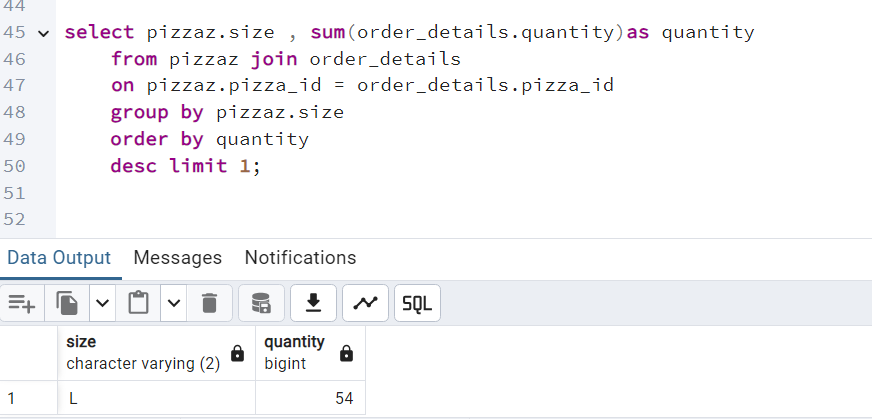 44
45 select pizzaz.size , sum(order_details.quantity)as quantity
46 from pizzaz join order_details
47 on pizzaz.pizza_id = order_details.pizza_id
48 group by pizzaz.size
49 order by quantity
50 desc limit 1;
51
52
Data Output Messages Notifications
SQL
size quantity
character varying (2) bigint
1 L 54